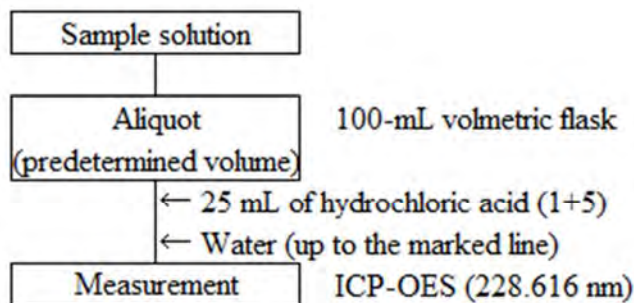 Sample solution
Aliquot
(predetermined volume)
100-mL volmetric flask
← 25 mL of hydrochloric acid (1+5)
← Water (up to the marked line)
Measurement
ICP-OES (228.616 nm)